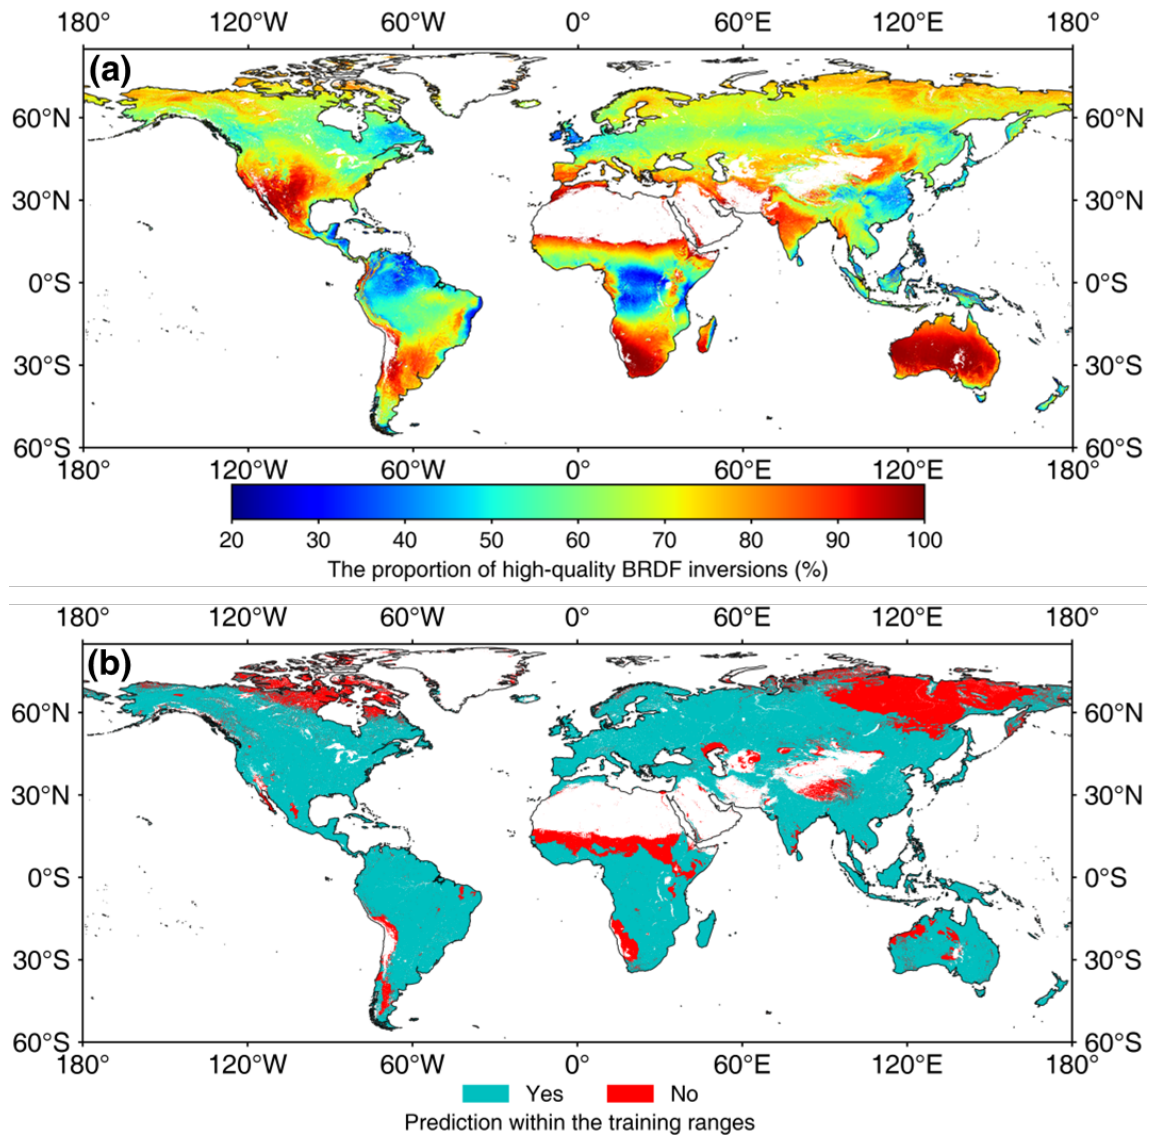 180° 120°W 60°W 0° 60°E 120°E 180°
(a)
60°N 60°N
30°N 30°N
0°S 0°S
30°S 30°S
60°S 60°S
180° 120°W 60°W 0° 60°E 120°E 180°
20 30 40 50 60 70 80 90 100
The proportion of high-quality BRDF inversions (%)
180° 120°W 60°W 0° 60°E 120°E 180°
(b)
60°N 60°N
30°N 30°N
0°S 0°S
30°S 30°S
60°S 60°S
180° 120°W 60°W 0° 60°E 120°E 180°
Yes No
Prediction within the training ranges